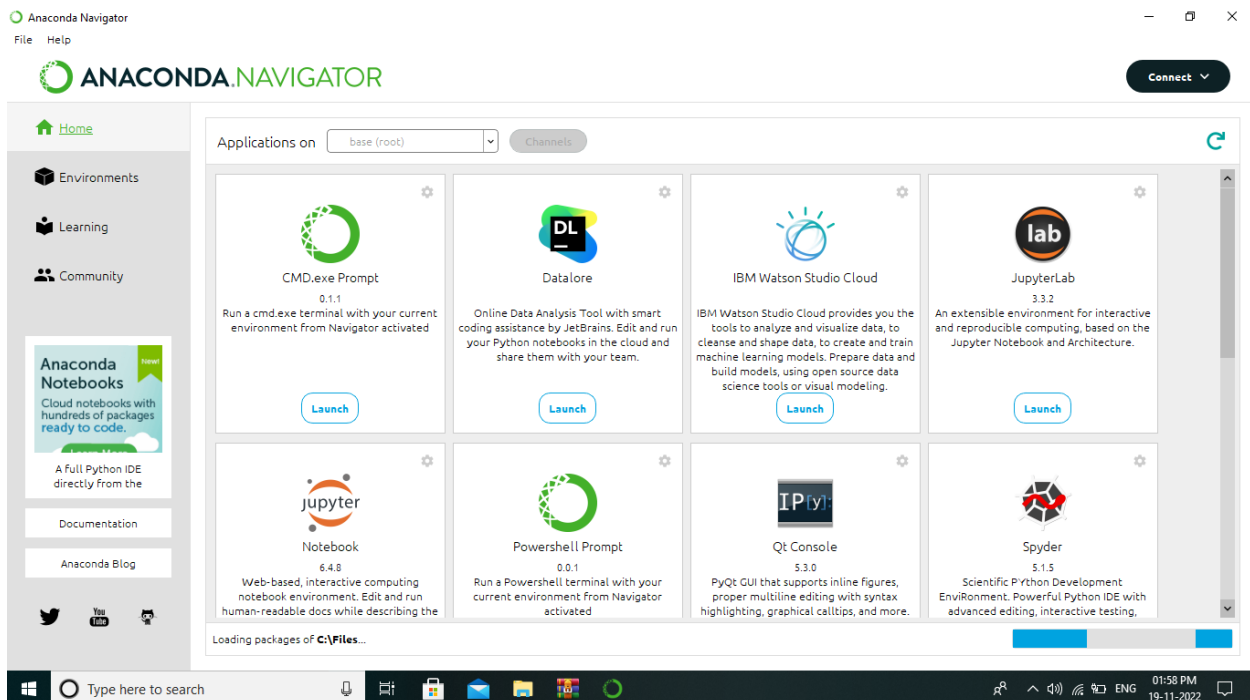 Anaconda Navigator
File Help
ANACONDA.NAVIGATOR
Connect
Home
Environments
Learning
Community
Anaconda Notebooks
New!
Cloud notebooks with
hundreds of packages
ready to code.
Learn More
A full Python IDE
directly from the
Documentation
Anaconda Blog
You
Tube
Applications on base (root) Channels
CMD.exe Prompt
0.1.1
Run a cmd.exe terminal with your current
environment from Navigator activated
Launch
DL
Datalore
Online Data Analysis Tool with smart
coding assistance by JetBrains. Edit and run
your Python notebooks in the cloud and
share them with your team.
Launch
IBM Watson Studio Cloud
IBM Watson Studio Cloud provides you the
tools to analyze and visualize data, to
cleanse and shape data, to create and train
machine learning models. Prepare data and
build models, using open source data
science tools or visual modeling.
Launch
lab
JupyterLab
3.3.2
An extensible environment for interactive
and reproducible computing, based on the
Jupyter Notebook and Architecture.
Launch
jupyter
Notebook
6.4.8
Web-based, interactive computing
notebook environment. Edit and run
human-readable docs while describing the
Powershell Prompt
0.0.1
Run a Powershell terminal with your
current environment from Navigator
activated
IP[y]:
Qt Console
5.3.0
PyQt GUI that supports inline figures,
proper multiline editing with syntax
highlighting, graphical calltips, and more.
Spyder
5.1.5
Scientific PYthon Development
EnviRonment. Powerful Python IDE with
advanced editing, interactive testing,
Loading packages of C:\Files...
Type here to search
ENG
01:58 PM
19-11-2022